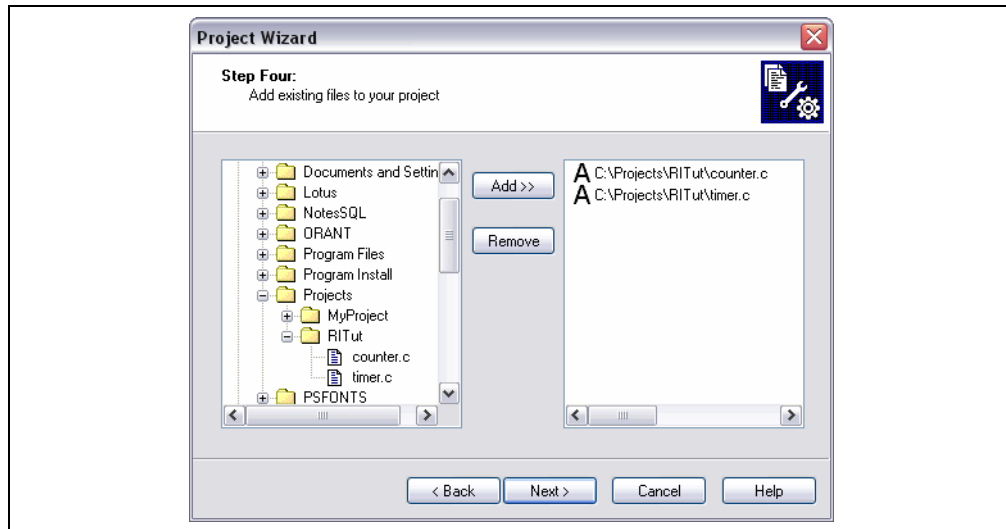 Project Wizard
Step Four:
Add existing files to your project
Documents and Settin
Lotus
NotesSQL
ORANT
Program Files
Program Install
Projects
MyProject
RITut
counter.c
timer.c
PSFONTS
Add >>
Remove
A C:\Projects\RITut\counter.c
A C:\Projects\RITut\timer.c
< Back
Next >
Cancel
Help